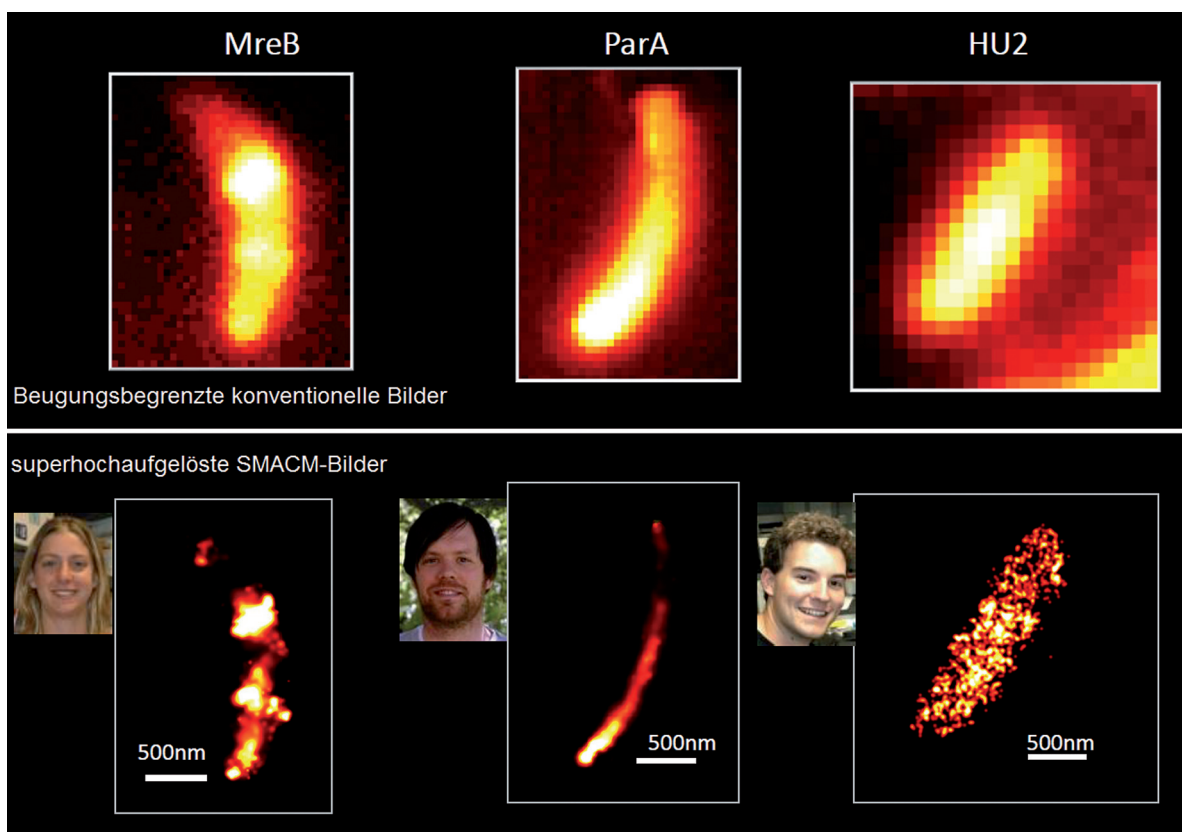 MreB
ParA
HU2
Beugungsbegrenzte konventionelle Bilder
superhochaufgelöste SMACM-Bilder
500nm
500nm
500nm